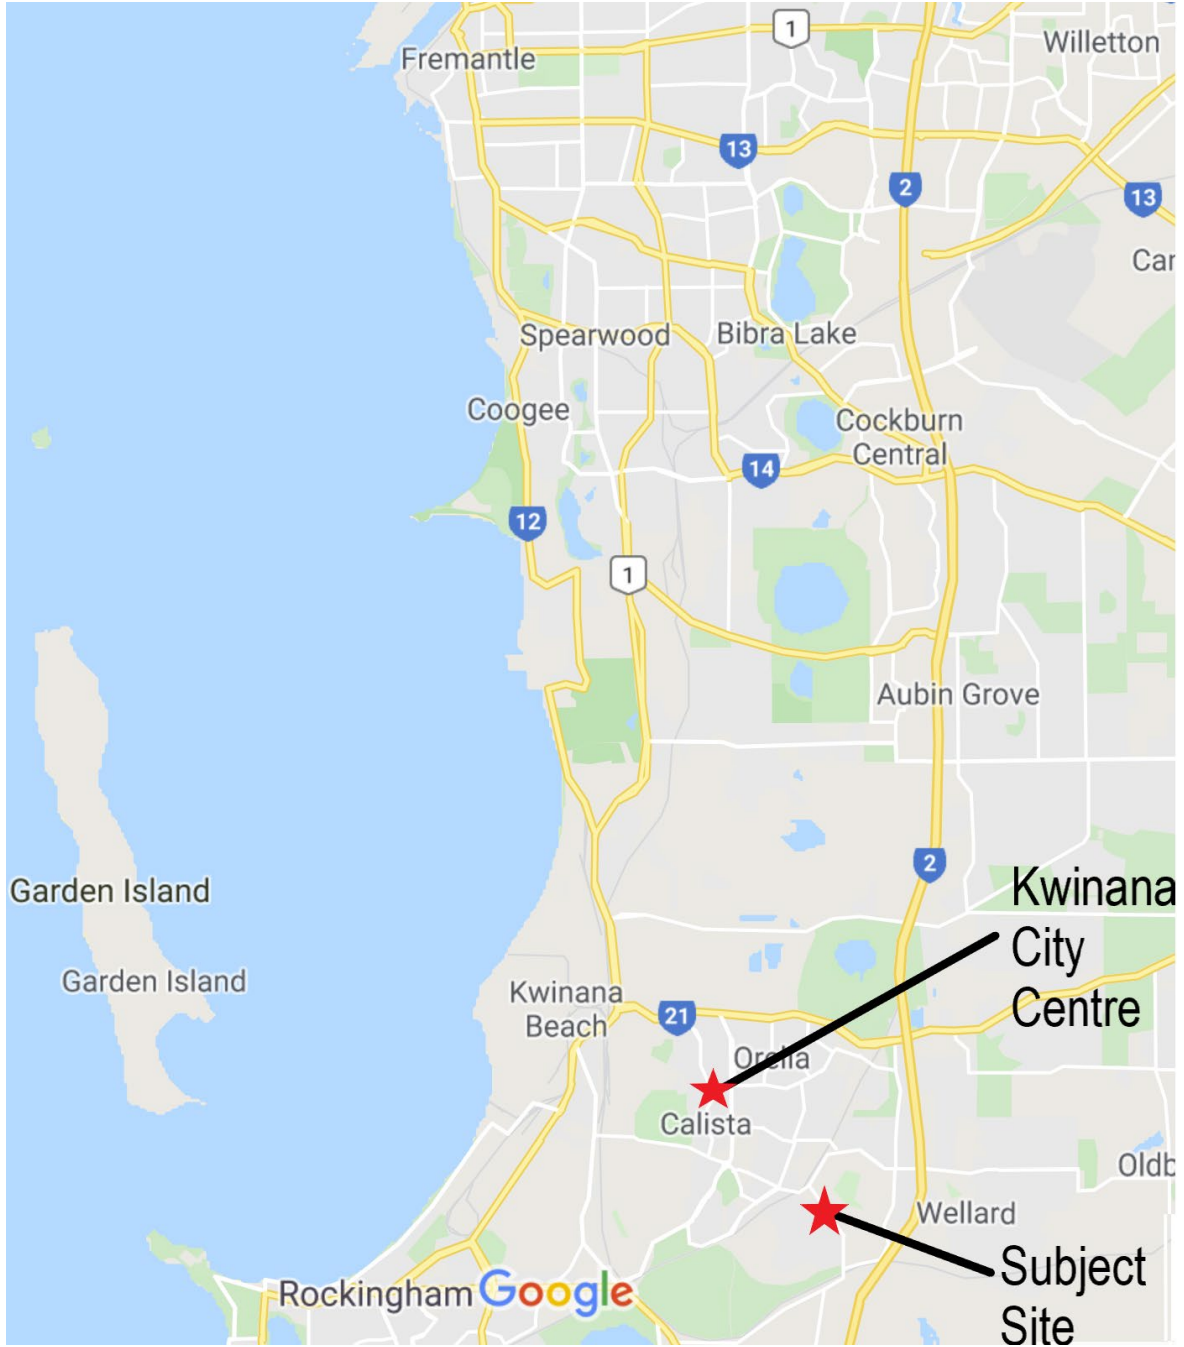 1
Willetton
Fremantle
13
2
13
Car
Spearwood
Bibra Lake
Coogee
Cockburn
Central
14
12
1
Aubin Grove
2
Kwinana
City
Centre
Garden Island
Garden Island
Kwinana
Beach
21
Orelia
Calista
Oldb
Wellard
Subject
Site
Rockingham
Google